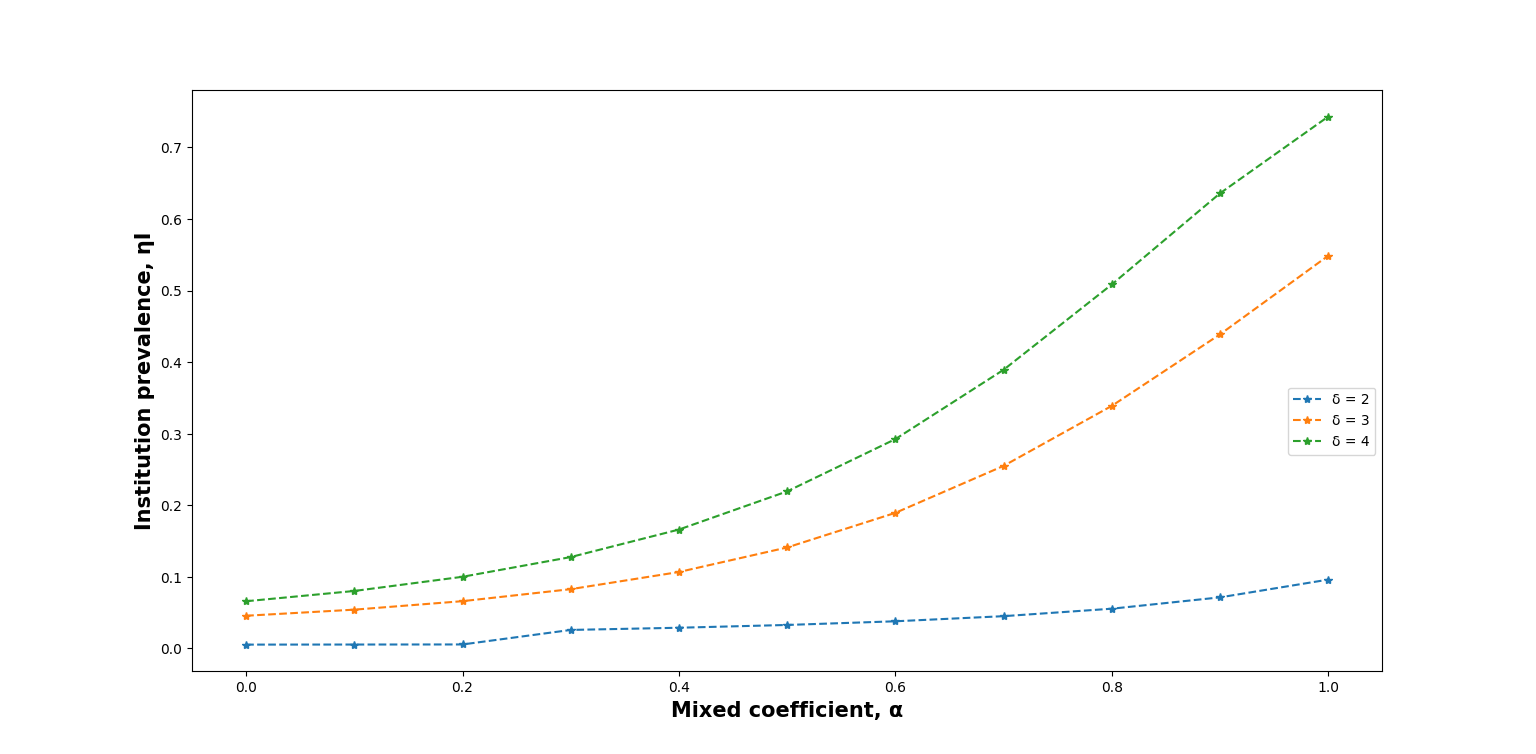 Institution prevalence, ηI
0.7
0.6
0.5
0.4
0.3
0.2
0.1
0.0
δ = 2
δ = 3
δ = 4
0.0 0.2 0.4 0.6 0.8 1.0
Mixed coefficient, α